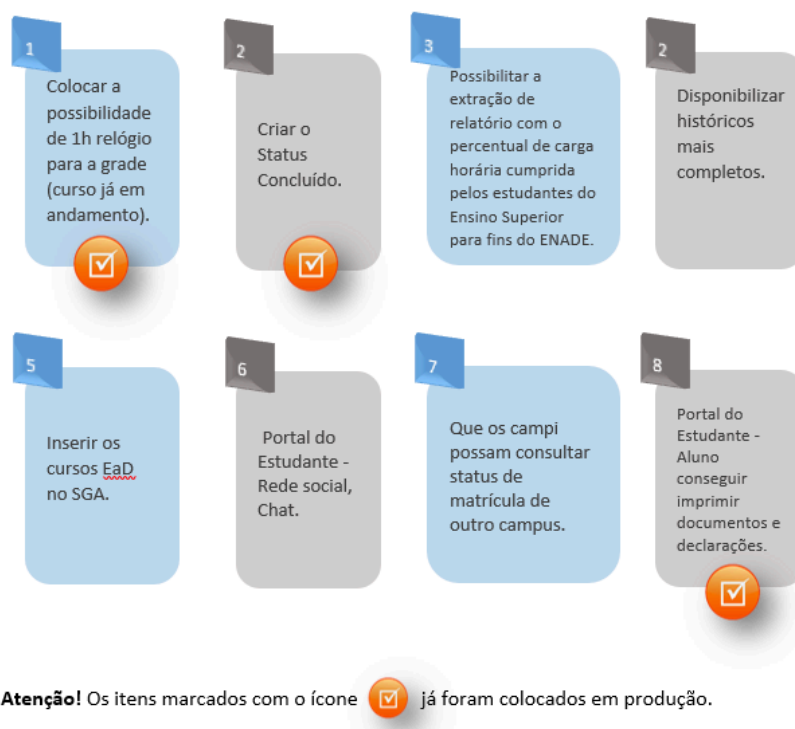 1
Colocar a
possibilidade
de 1h relógio
para a grade
(curso já em
andamento).
2
Criar o
Status
Concluído.
3
Possibilitar a
extração de
relatório com o
percentual de carga
horária cumprida
pelos estudantes do
Ensino Superior
para fins do ENADE.
2
Disponibilizar
históricos
mais
completos.
5
Inserir os
cursos EaD
no SGA.
6
Portal do
Estudante -
Rede social,
Chat.
7
Que os campi
possam consultar
status de
matrícula de
outro campus.
8
Portal do
Estudante -
Aluno
conseguir
imprimir
documentos e
declarações.
Atenção! Os itens marcados com o ícone já foram colocados em produção.